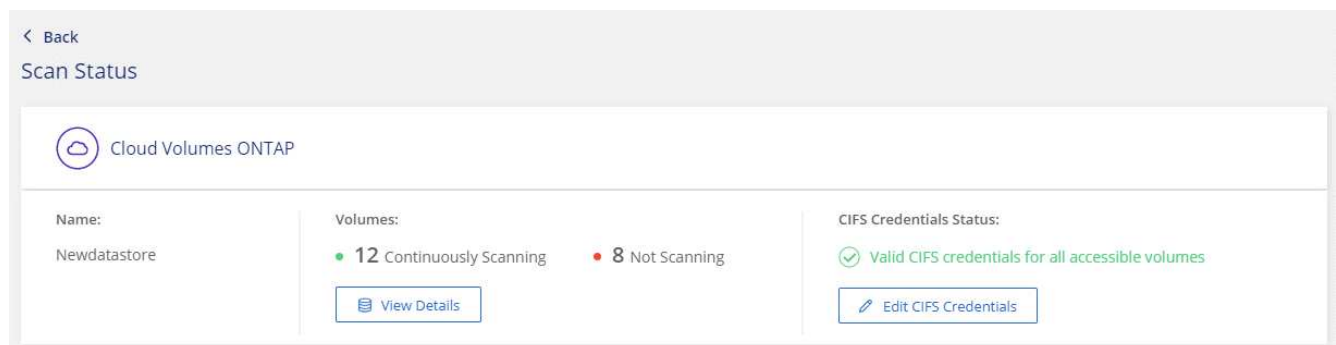 Back
Scan Status
Cloud Volumes ONTAP
Name:
Newdatastore
Volumes:
12 Continuously Scanning
8 Not Scanning
View Details
CIFS Credentials Status:
Valid CIFS credentials for all accessible volumes
Edit CIFS Credentials